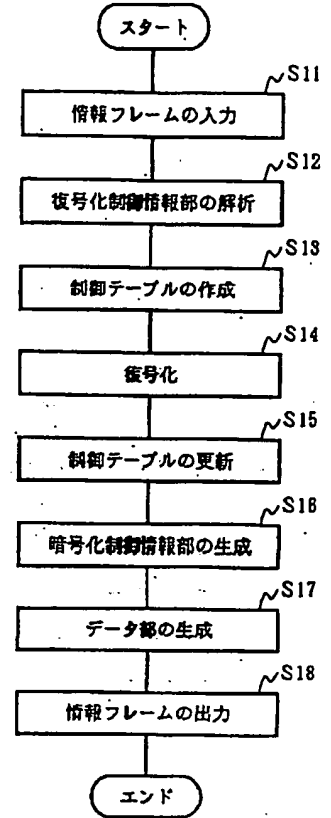 スタート
S11
情報フレームの入力
S12
復号化制御情報部の解析
S13
制御テーブルの作成
S14
復号化
S15
制御テーブルの更新
S16
暗号化制御情報部の生成
S17
データ部の生成
S18
情報フレームの出力
エンド